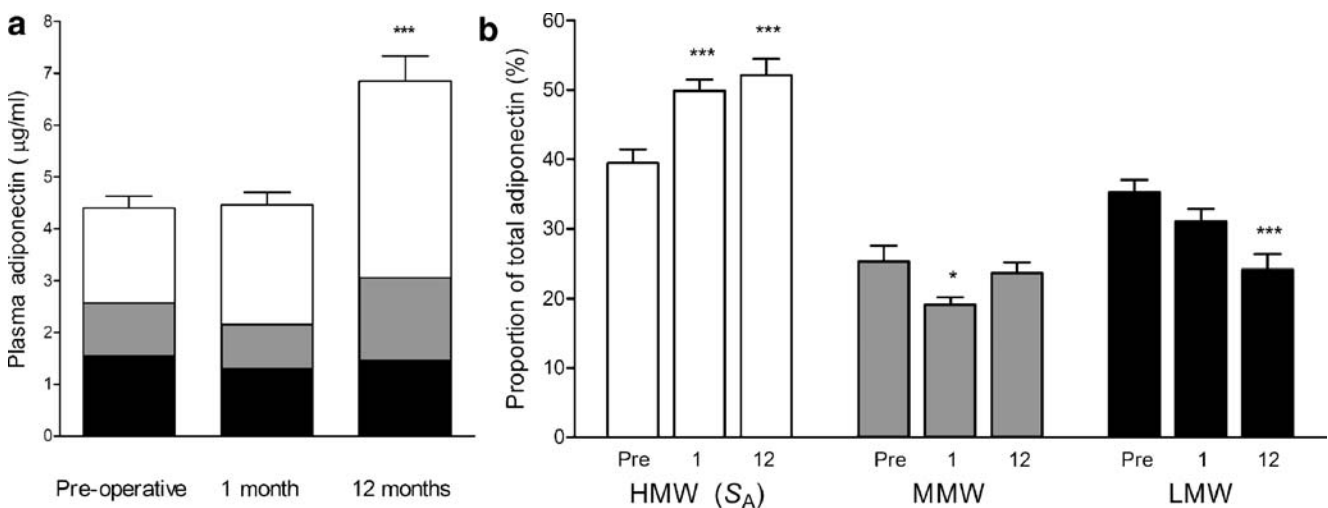 a
Plasma adiponectin ( µg/ml)
8
7
6
5
4
3
2
1
0
***
Pre-operative 1 month 12 months
b
Proportion of total adiponectin (%)
60
50
40
30
20
10
0
*** ***
*
***
Pre 1 12 Pre 1 12 Pre 1 12
HMW (SA) MMW LMW